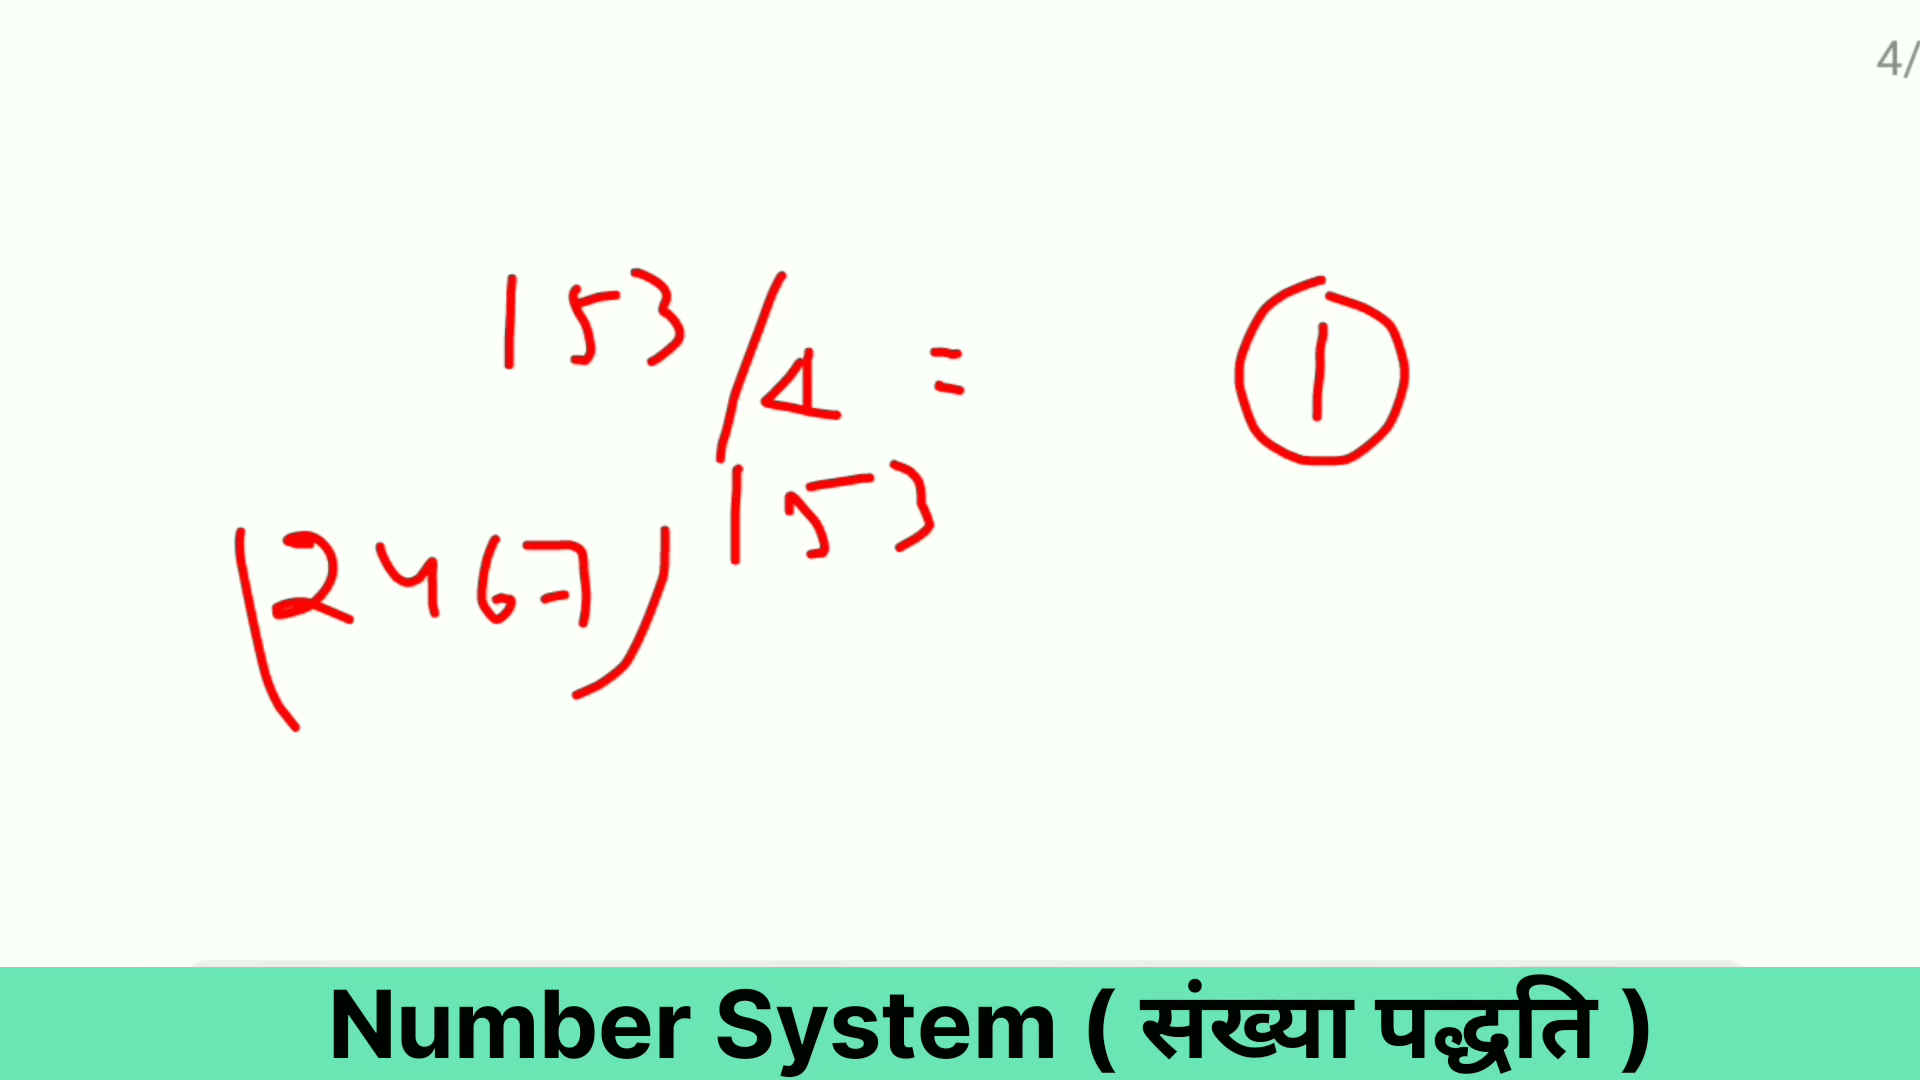 4/
153/4 = 1
(2467)153
Number System ( संख्या पद्धति )